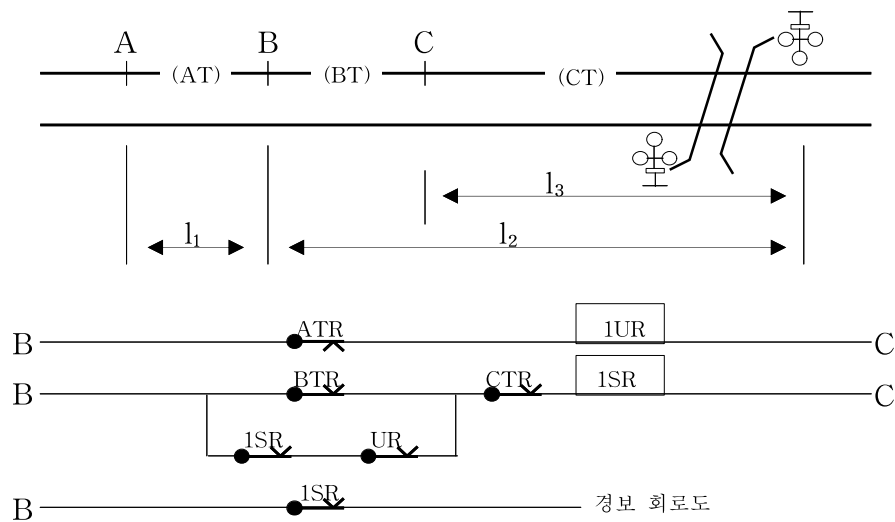 A B C
(AT) (BT) (CT)
l₃
l₁ l₂
B ATR 1UR C
B BTR CTR 1SR C
1SR UR
B 1SR 경보 회로도